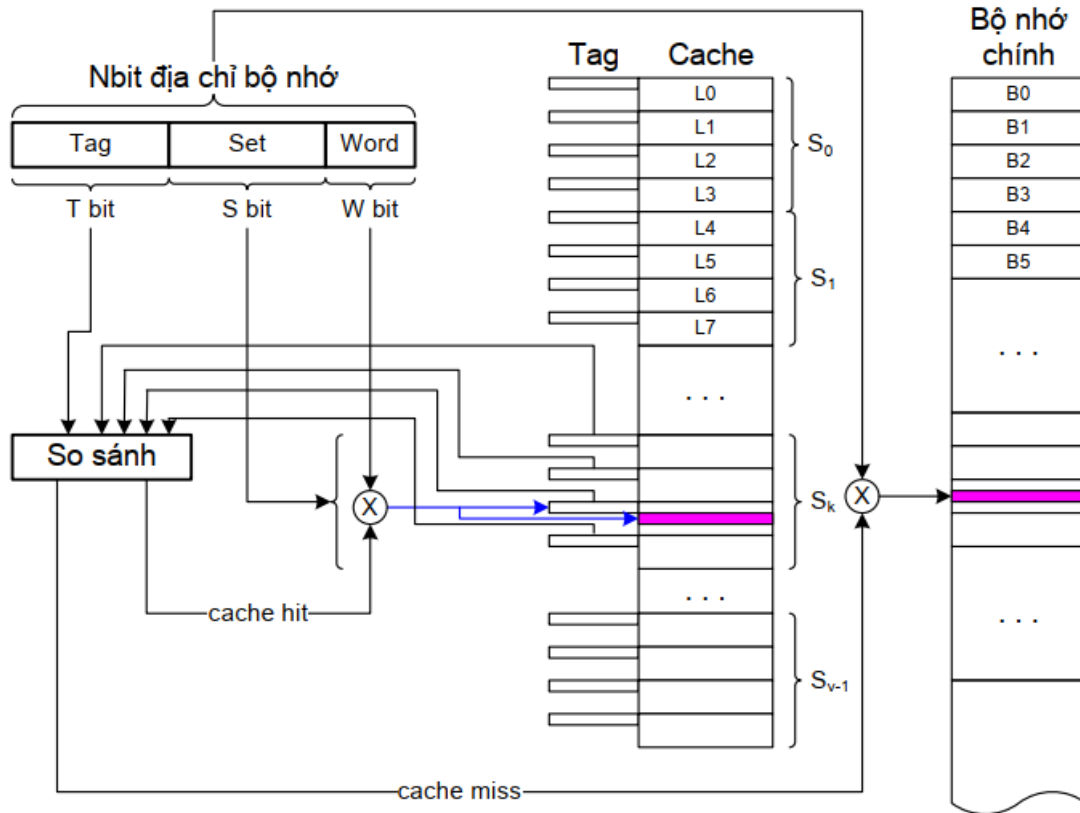 Nbit địa chỉ bộ nhớ
Tag Set Word
T bit S bit W bit
So sánh
cache hit
cache miss
Tag Cache
L0
L1
L2
L3
L4
L5
L6
L7
. . .
. . .
S0
S1
Sk
Sv-1
X
X
Bộ nhớ
chính
B0
B1
B2
B3
B4
B5
. . .
. . .